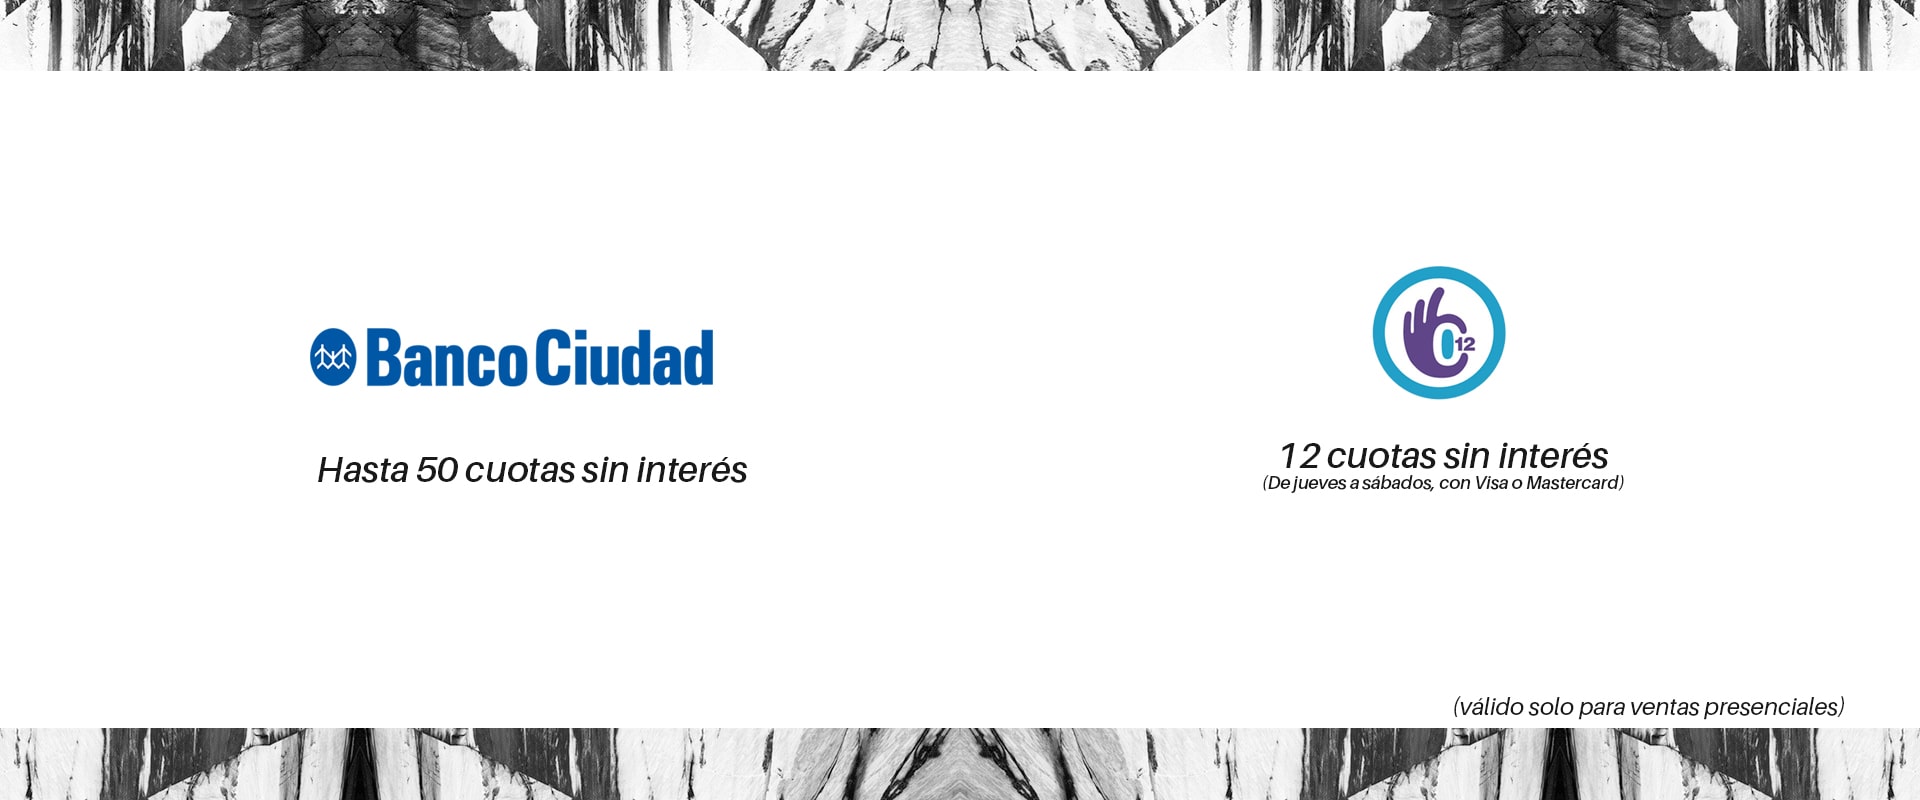 Banco Ciudad
Hasta 50 cuotas sin interés
12
12 cuotas sin interés
(De jueves a sábados, con Visa o Mastercard)
(válido solo para ventas presenciales)